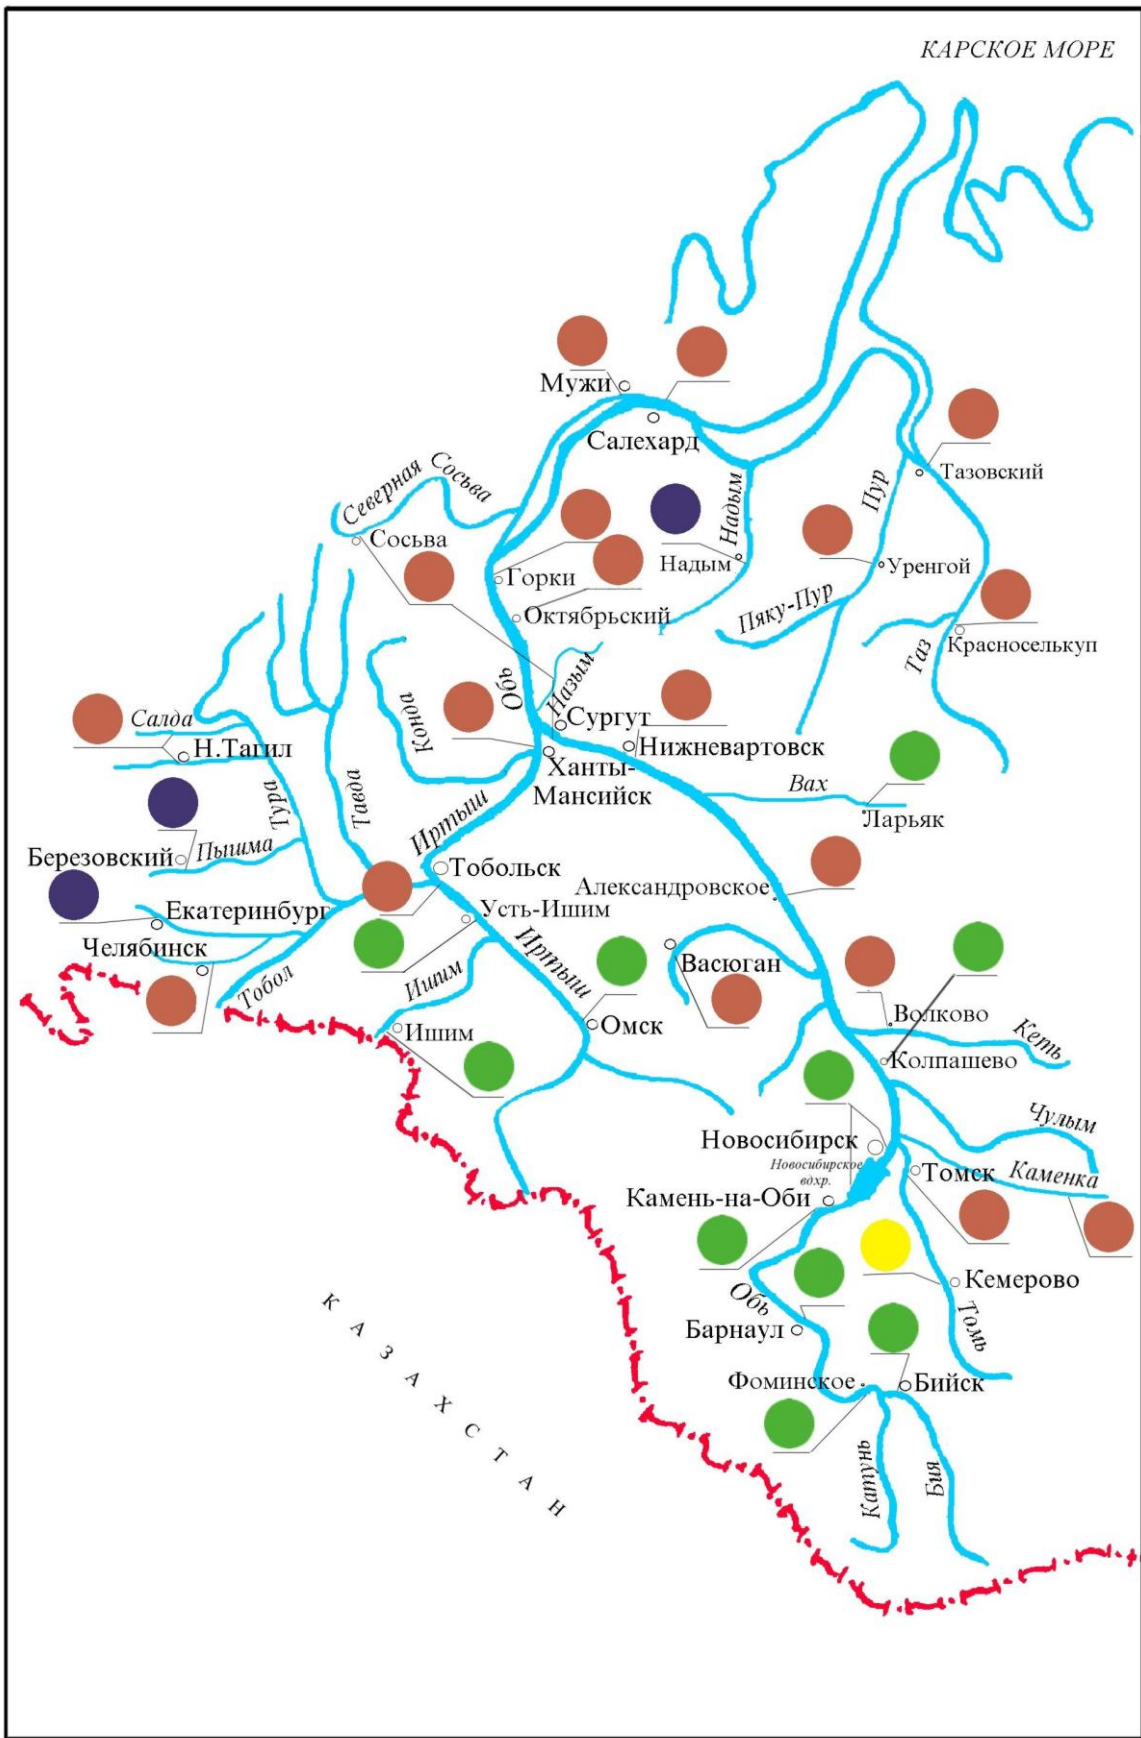 КАРСКОЕ МОРЕ
Мужи
Салехард
Тазовский
Северная
Сосьва
Пур
Надым
Сосьва
Надым
Уренгой
Горки
Октябрьский
Пяку-Пур
Красноселькуп
Таз
Обь
Назым
Конда
Салда
Сургут
Н.Тагил
Нижневартовск
Ханты-
Мансийск
Вах
Ларьяк
Тура
Тавда
Иртыш
Березовский
Пышма
Тобольск
Александровское
Екатеринбург
Усть-Ишим
Челябинск
Иртыш
Васюган
Тобол
Ишим
Ишим
Омск
Волково
Кеть
Колпашево
Чулым
Новосибирск
Новосибирское
вдхр.
Томск
Каменка
Камень-на-Оби
Кемерово
Обь
Барнаул
Томь
Фоминское
Бийск
Катунь
Бия
КАЗАХСТАН